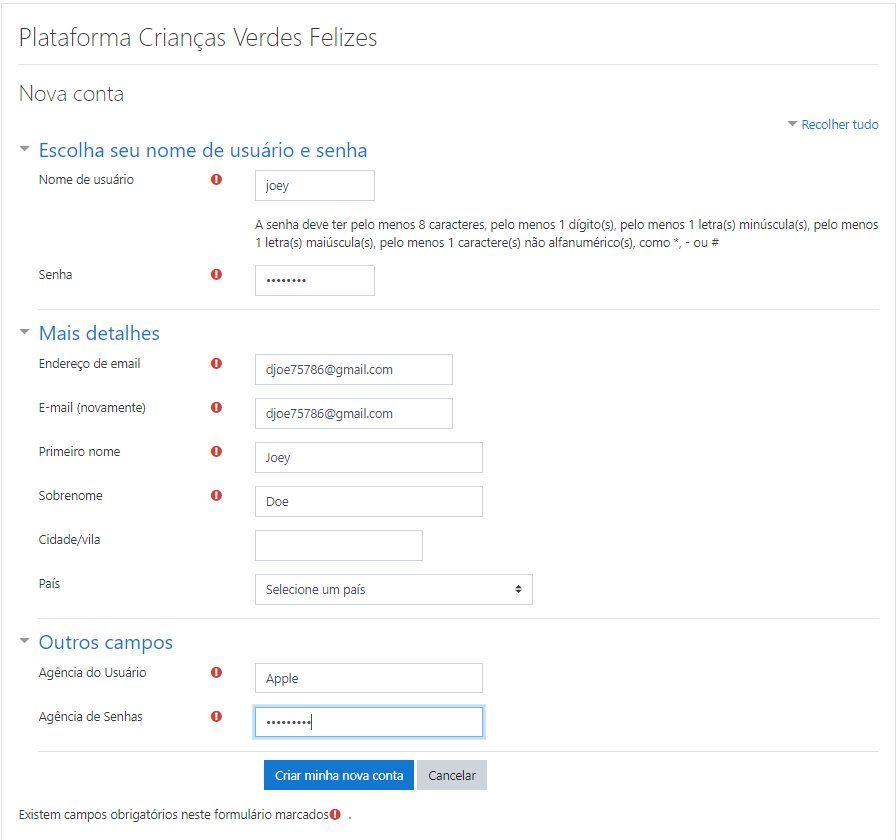 Plataforma Crianças Verdes Felizes
Nova conta
Recolher tudo
Escolha seu nome de usuário e senha
Nome de usuário
joey
A senha deve ter pelo menos 8 caracteres, pelo menos 1 dígito(s), pelo menos 1 letra(s) minúscula(s), pelo menos
1 letra(s) maiúscula(s), pelo menos 1 caractere(s) não alfanumérico(s), como *, - ou #
Senha
••••••••
Mais detalhes
Endereço de email
djoe75786@gmail.com
E-mail (novamente)
djoe75786@gmail.com
Primeiro nome
Joey
Sobrenome
Doe
Cidade/vila
País
Selecione um país
Outros campos
Agência do Usuário
Apple
Agência de Senhas
•••••••••
Criar minha nova conta
Cancelar
Existem campos obrigatórios neste formulário marcados .